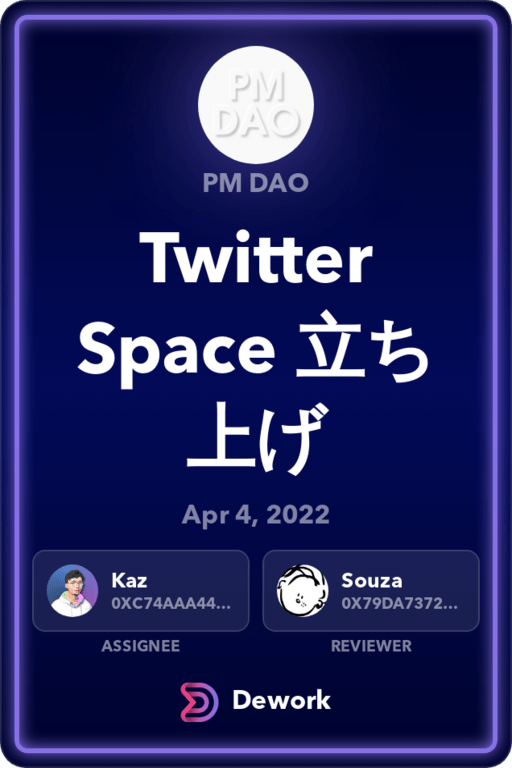 PM
DAO
PM DAO
Twitter
Space 立ち
上げ
Apr 4, 2022
Kaz
0XC74AAA44...
Souza
0X79DA7372...
ASSIGNEE
REVIEWER
Dework